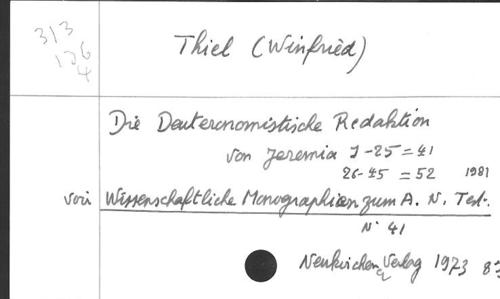 313
126
4
Thiel (Winfried)
Die Deuteronomistische Redaktion
von Jeremia 1-25 = 41
26-45 = 52 1981
voir Wissenschaftliche Monographien zum A. N. Test.
N° 41
Neukirchen Verlag 1973 83